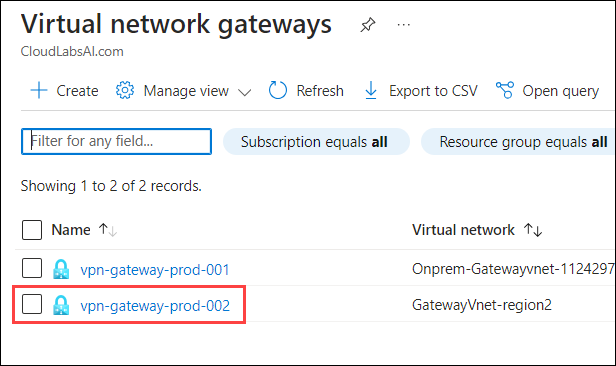 Virtual network gateways
CloudLabsAI.com
Create Manage view Refresh Export to CSV Open query
Filter for any field... Subscription equals all Resource group equals all
Showing 1 to 2 of 2 records.
Name ↑↓ Virtual network ↑↓
vpn-gateway-prod-001 Onprem-Gatewayvnet-1124297
vpn-gateway-prod-002 GatewayVnet-region2